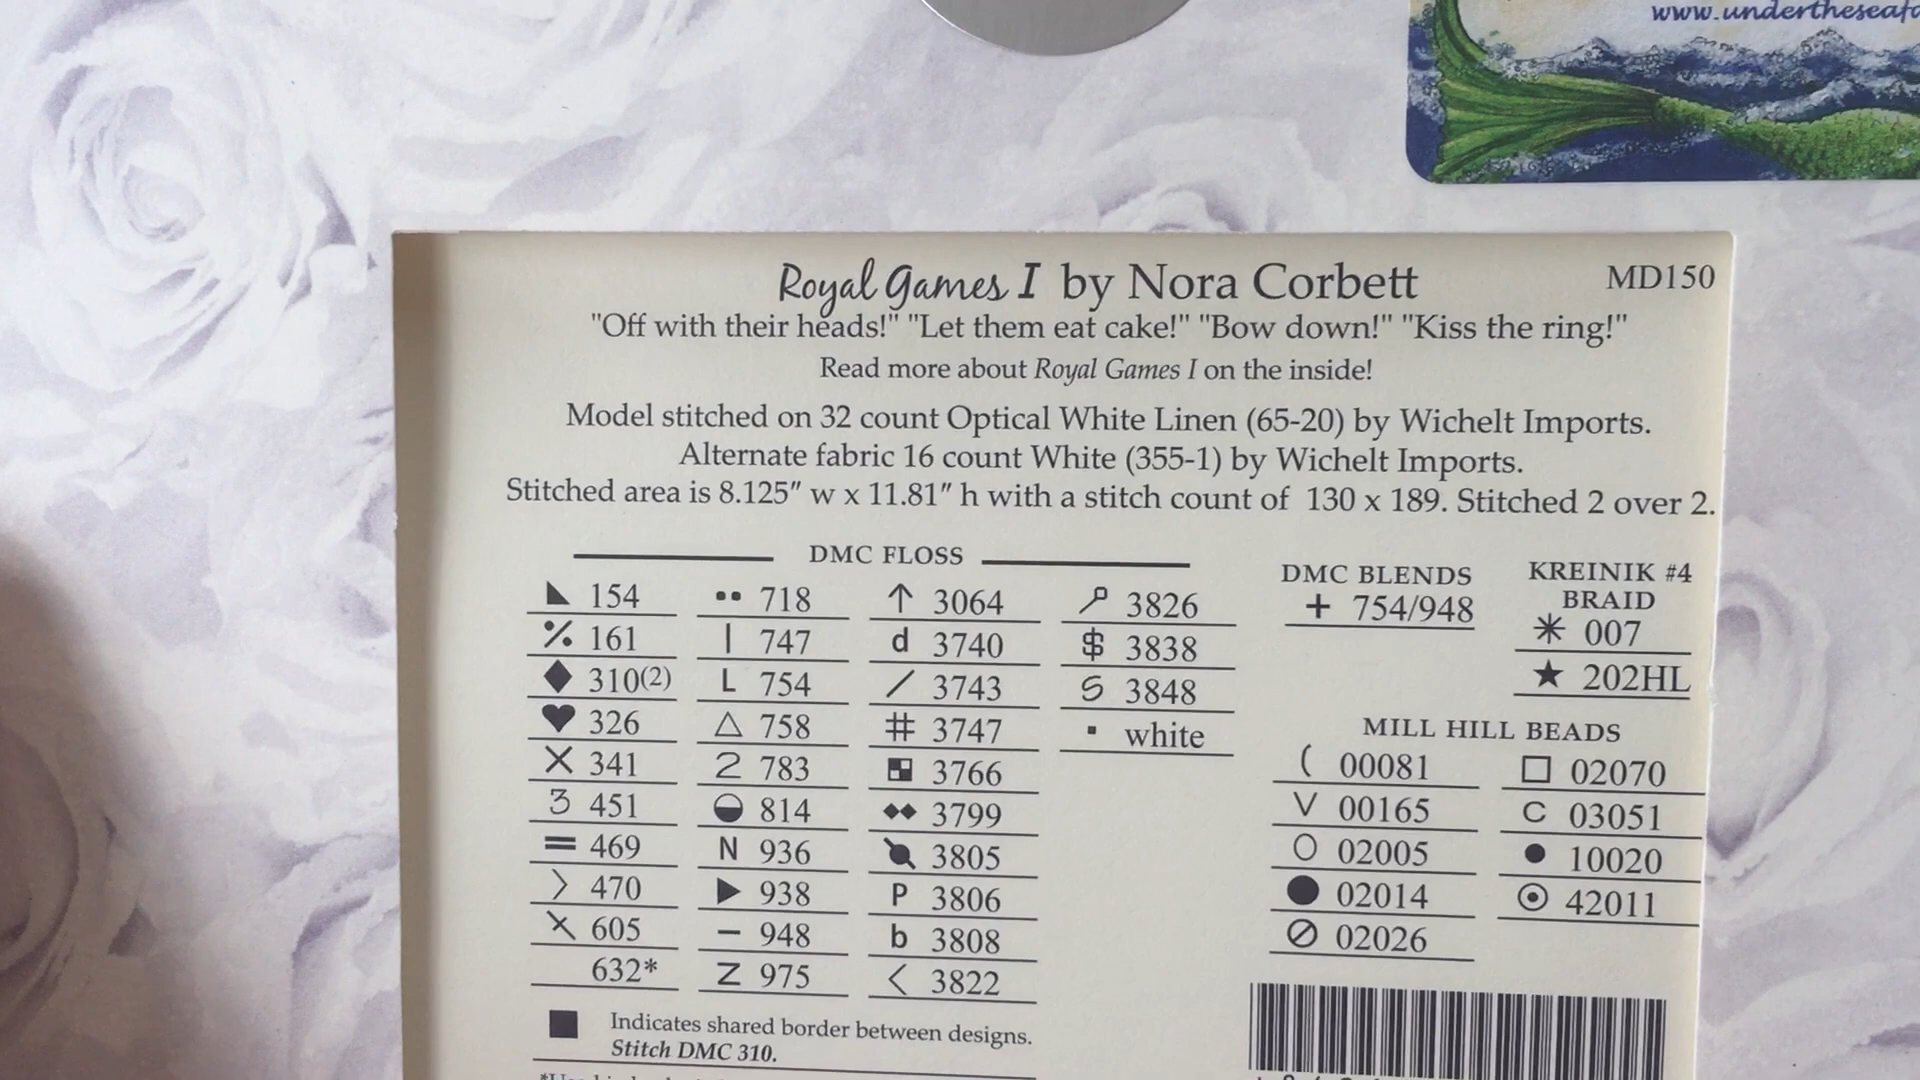 www.undertheseafa
Royal Games I by Nora Corbett
MD150
"Off with their heads!" "Let them eat cake!" "Bow down!" "Kiss the ring!"
Read more about Royal Games I on the inside!
Model stitched on 32 count Optical White Linen (65-20) by Wichelt Imports.
Alternate fabric 16 count White (355-1) by Wichelt Imports.
Stitched area is 8.125" w x 11.81" h with a stitch count of 130 x 189. Stitched 2 over 2.
DMC FLOSS
154
% 161
♦ 310(2)
♥ 326
X 341
3 451
= 469
> 470
605
632*
•• 718
| 747
L 754
△ 758
2 783
814
N 936
▶ 938
− 948
Z 975
↑ 3064
d 3740
/ 3743
# 3747
3766
♦♦ 3799
3805
P 3806
b 3808
< 3822
3826
$ 3838
S 3848
▪ white
DMC BLENDS
+ 754/948
KREINIK #4
BRAID
✳ 007
★ 202HL
MILL HILL BEADS
( 00081
V 00165
O 02005
● 02014
⊘ 02026
□ 02070
C 03051
• 10020
⊙ 42011
■ Indicates shared border between designs.
Stitch DMC 310.